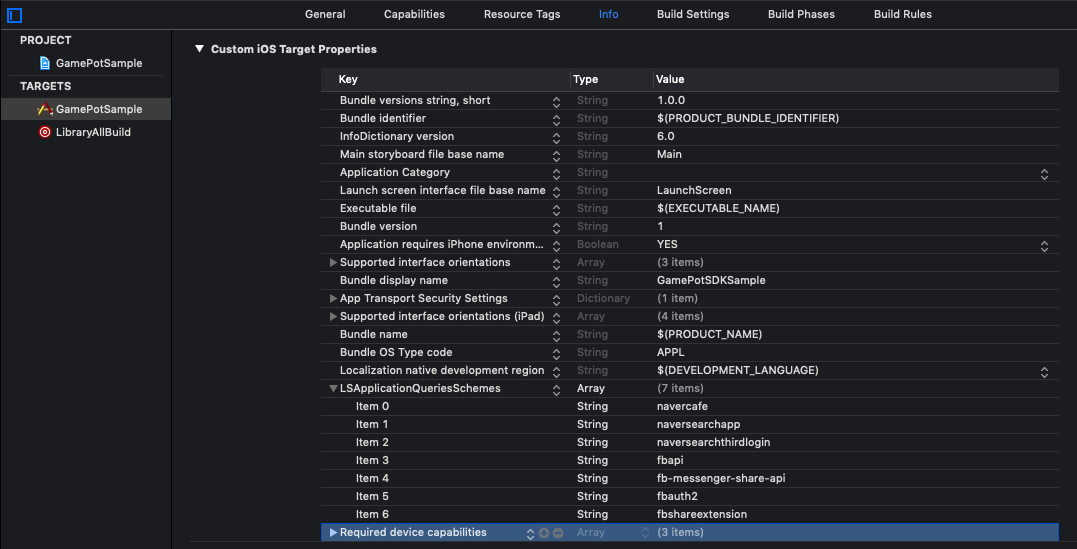 General Capabilities Resource Tags Info Build Settings Build Phases Build Rules
PROJECT
GamePotSample
TARGETS
GamePotSample
LibraryAllBuild
Custom iOS Target Properties
Key Type Value
Bundle versions string, short String 1.0.0
Bundle identifier String $(PRODUCT_BUNDLE_IDENTIFIER)
InfoDictionary version String 6.0
Main storyboard file base name String Main
Application Category String
Launch screen interface file base name String LaunchScreen
Executable file String $(EXECUTABLE_NAME)
Bundle version String 1
Application requires iPhone environm... Boolean YES
Supported interface orientations Array (3 items)
Bundle display name String GamePotSDKSample
App Transport Security Settings Dictionary (1 item)
Supported interface orientations (iPad) Array (4 items)
Bundle name String $(PRODUCT_NAME)
Bundle OS Type code String APPL
Localization native development region String $(DEVELOPMENT_LANGUAGE)
LSApplicationQueriesSchemes Array (7 items)
Item 0 String navercafe
Item 1 String naversearchapp
Item 2 String naversearchthirdlogin
Item 3 String fbapi
Item 4 String fb-messenger-share-api
Item 5 String fbauth2
Item 6 String fbshareextension
Required device capabilities Array (3 items)